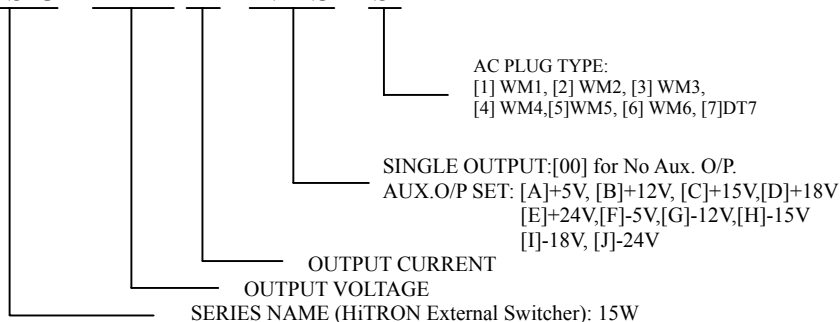 AC PLUG TYPE:
[1] WM1, [2] WM2, [3] WM3,
[4] WM4,[5]WM5, [6] WM6, [7]DT7
SINGLE OUTPUT:[00] for No Aux. O/P.
AUX.O/P SET: [A]+5V, [B]+12V, [C]+15V,[D]+18V
[E]+24V,[F]-5V,[G]-12V,[H]-15V
[I]-18V, [J]-24V
OUTPUT CURRENT
OUTPUT VOLTAGE
SERIES NAME (HiTRON External Switcher): 15W